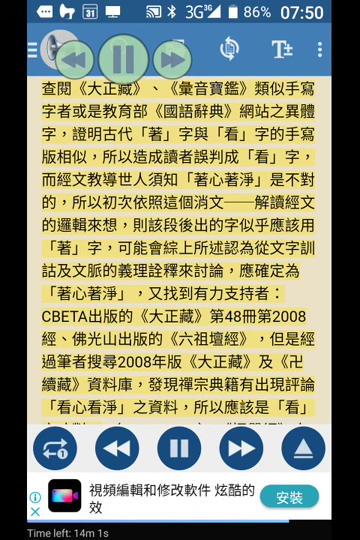 31
3G 3G
86%
07:50
T±
查閱《大正藏》、《彙音寶鑑》類似手寫
字者或是教育部《國語辭典》網站之異體
字，證明古代「著」字與「看」字的手寫
版相似，所以造成讀者誤判成「看」字，
而經文教導世人須知「著心著淨」是不對
的，所以初次依照這個消文──解讀經文
的邏輯來想，則該段後出的字似乎應該用
「著」字，可能會綜上所述認為從文字訓
詁及文脈的義理詮釋來討論，應確定為
「著心著淨」，又找到有力支持者：
CBETA出版的《大正藏》第48冊第2008
經、佛光山出版的《六祖壇經》，但是經
過筆者搜尋2008年版《大正藏》及《卍
續藏》資料庫，發現禪宗典籍有出現評論
「看心看淨」之資料，所以應該是「看」
1
視頻編輯和修改軟件 炫酷的
效
安裝
Time left: 14m 1s